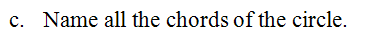 c. Name all the chords of the circle.